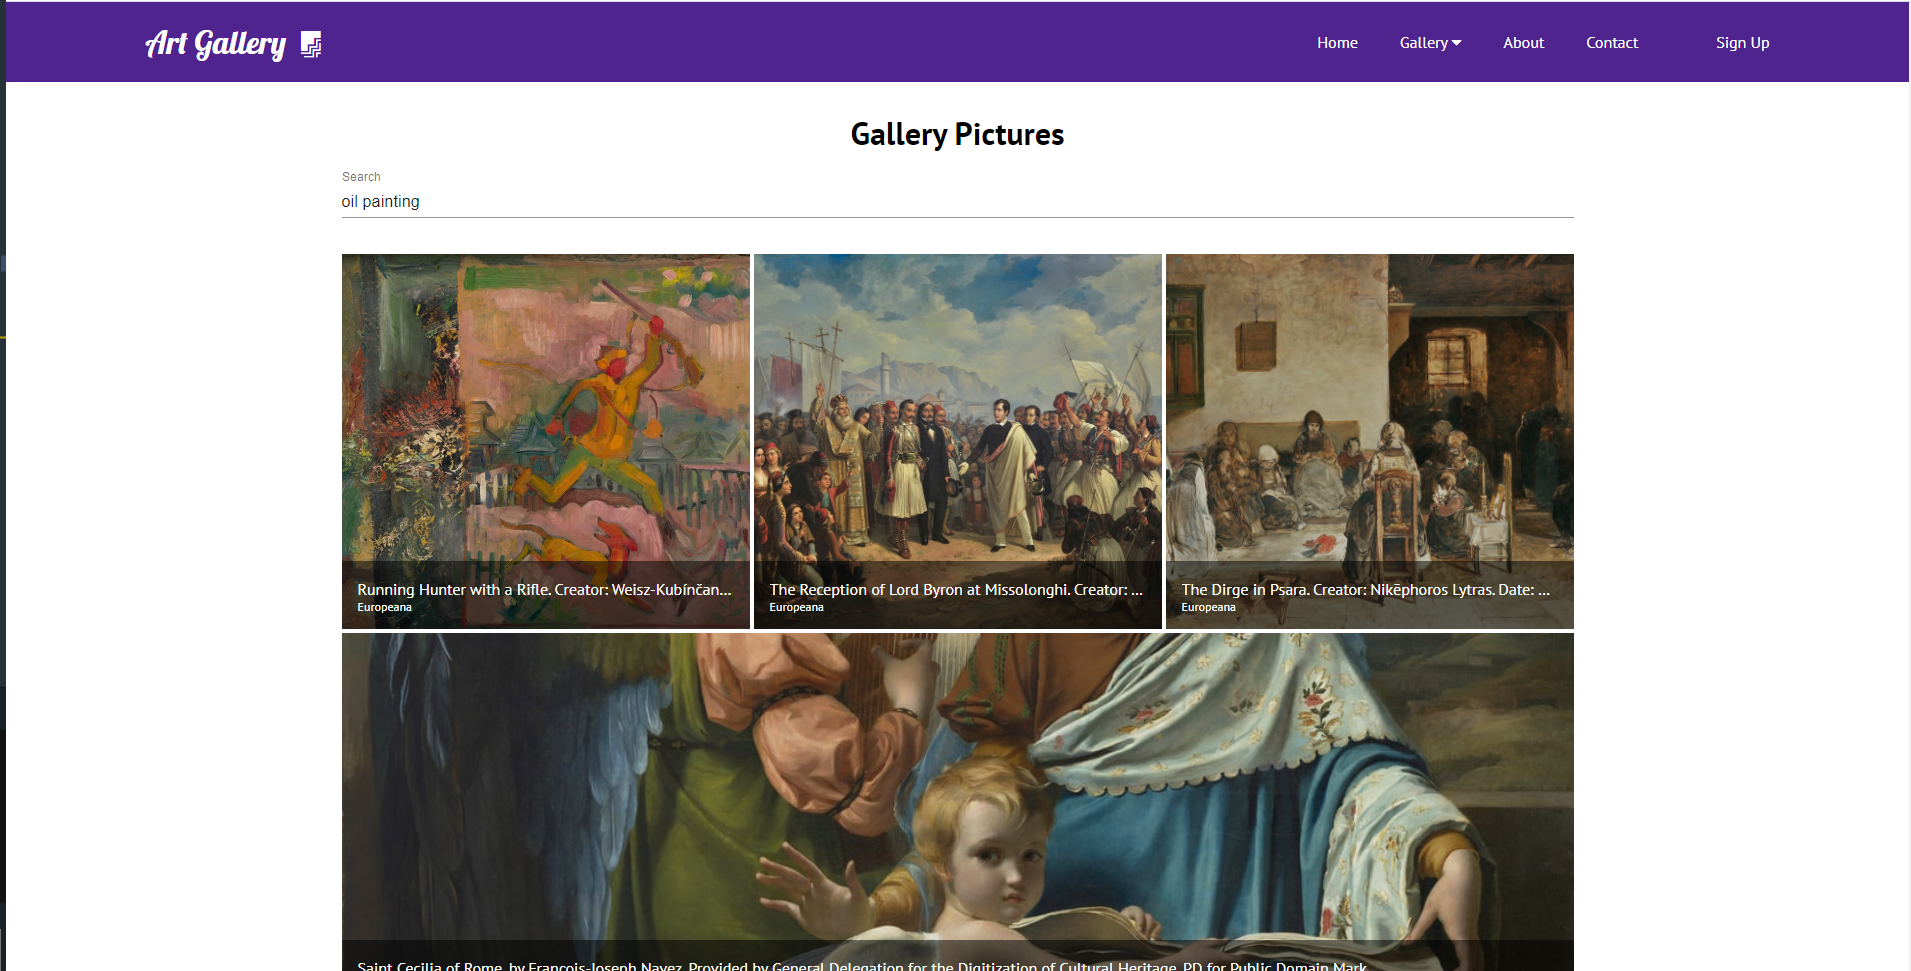 Art Gallery
Home Gallery About Contact Sign Up
Gallery Pictures
Search
oil painting
Running Hunter with a Rifle. Creator: Weisz-Kubínčan...
Europeana
The Reception of Lord Byron at Missolonghi. Creator: ...
Europeana
The Dirge in Psara. Creator: Nikēphoros Lytras. Date: ...
Europeana
Saint Cecilia of Rome, by François-Joseph Navez. Provided by General Delegation for the Digitization of Cultural Heritage. PD for Public Domain Mark